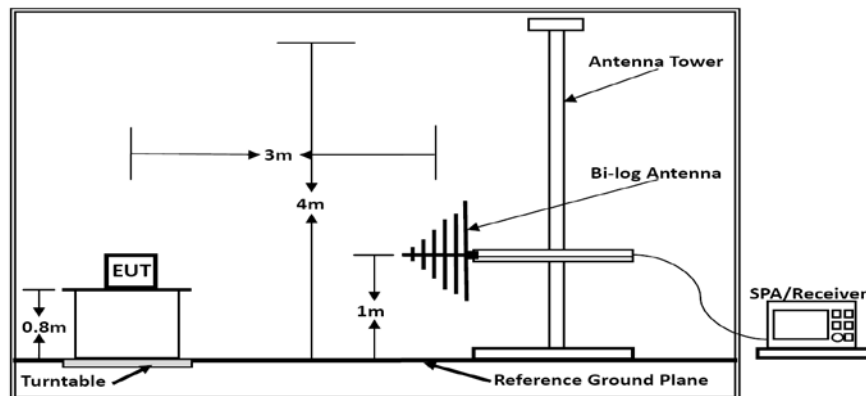 Antenna Tower
3m
Bi-log Antenna
4m
EUT
1m
SPA/Receiver
0.8m
Turntable
Reference Ground Plane